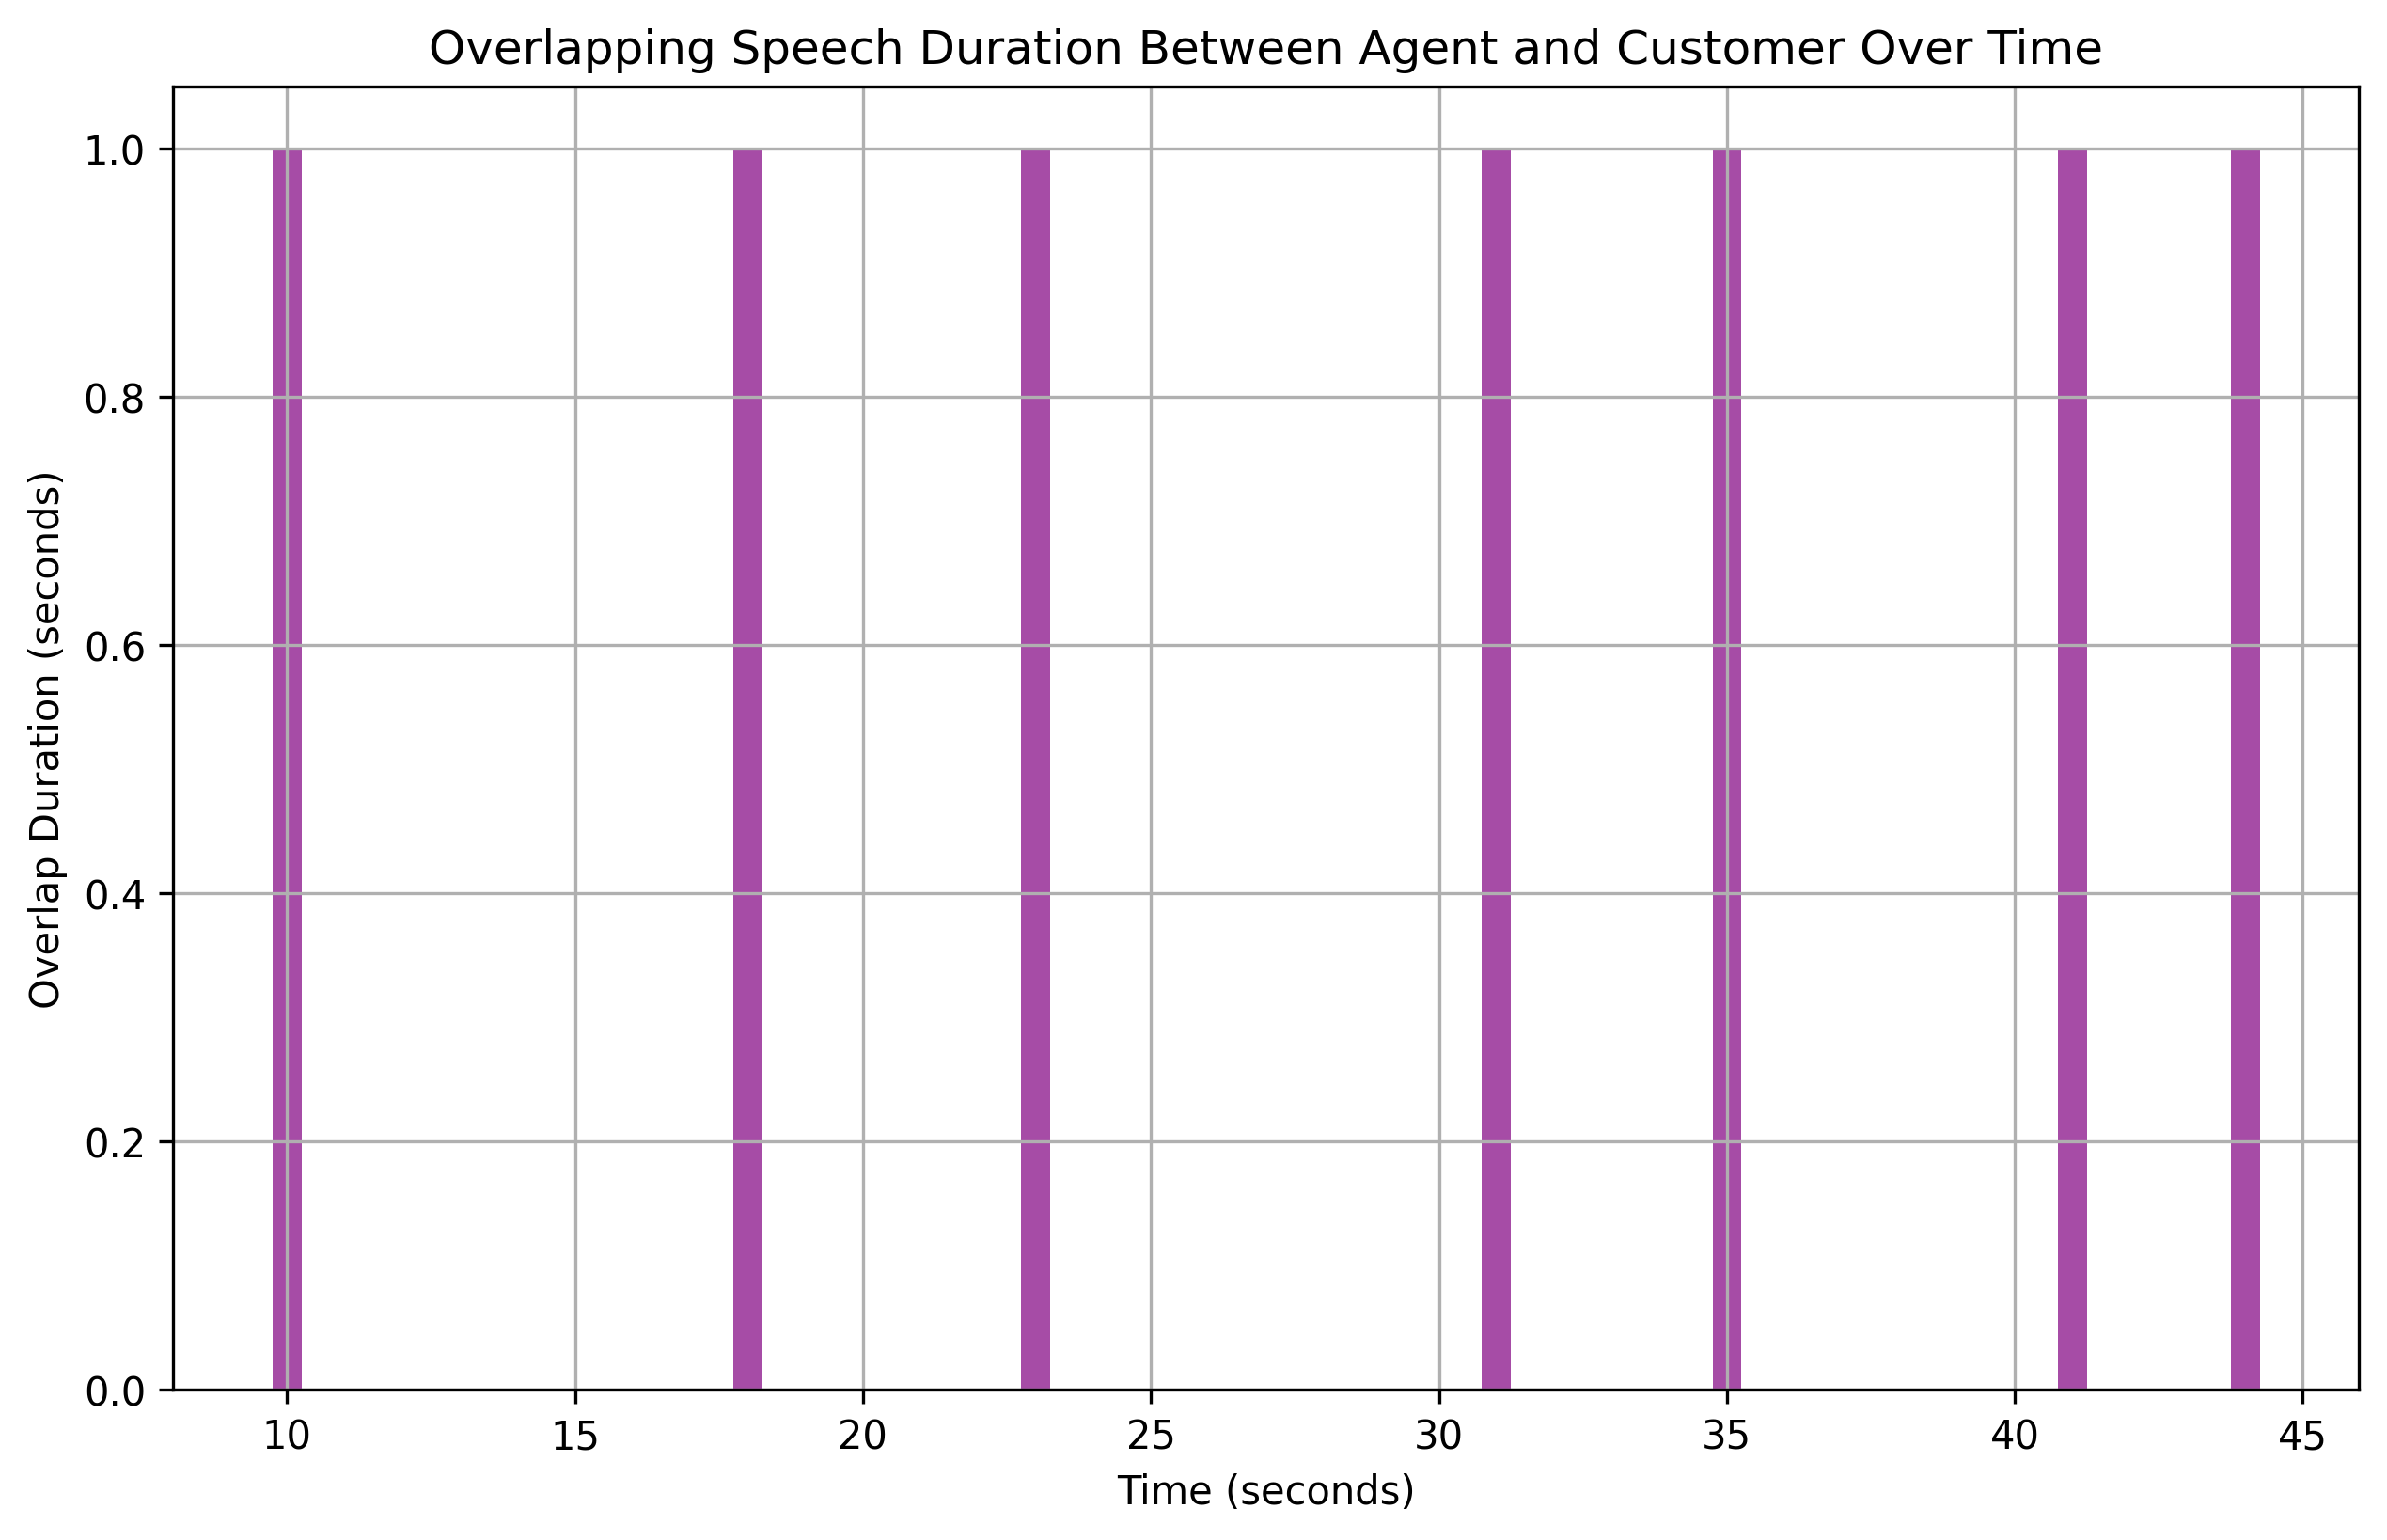 Overlapping Speech Duration Between Agent and Customer Over Time
1.0
0.8
0.6
0.4
0.2
0.0
Overlap Duration (seconds)
10 15 20 25 30 35 40 45
Time (seconds)